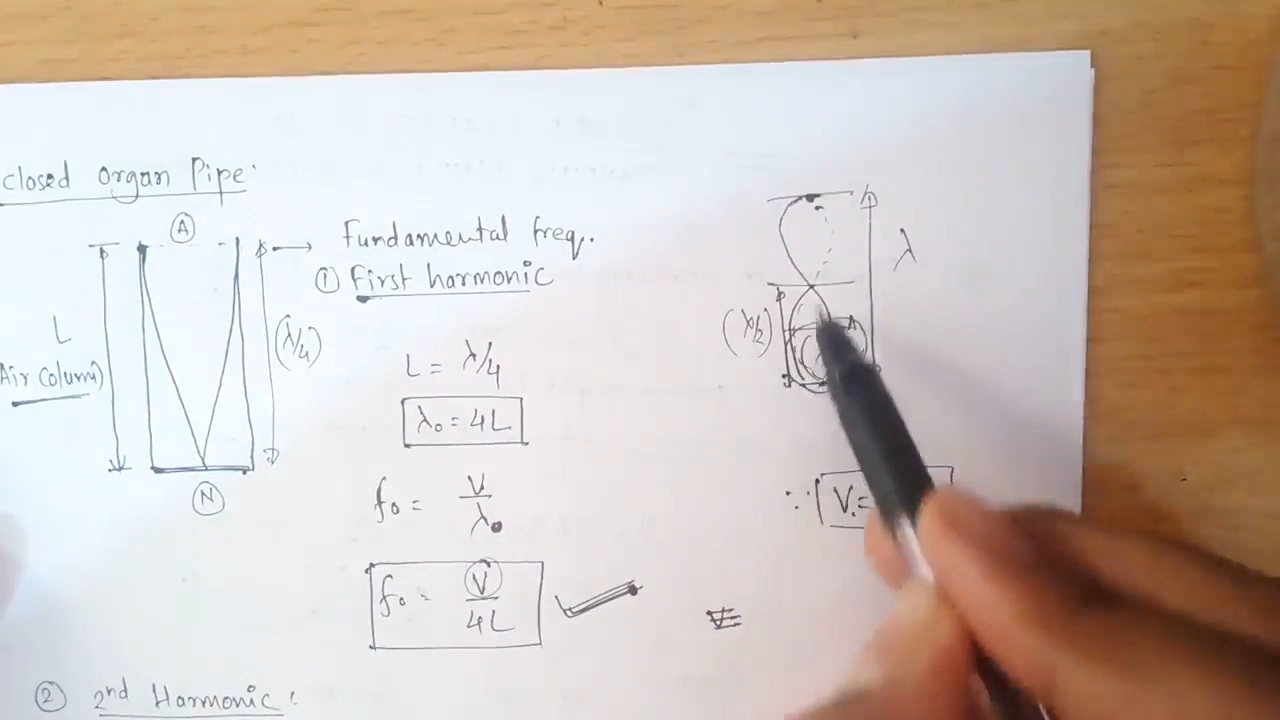 closed Organ Pipe
(A)
Fundamental freq.
① First harmonic
L
(Air Column)
(λ/4)
L = λ/4
λ₀ = 4L
(N)
f₀ = V/λ₀
f₀ = V/4L
λ
(λ/2)
A
∵ V =
② 2nd Harmonic :